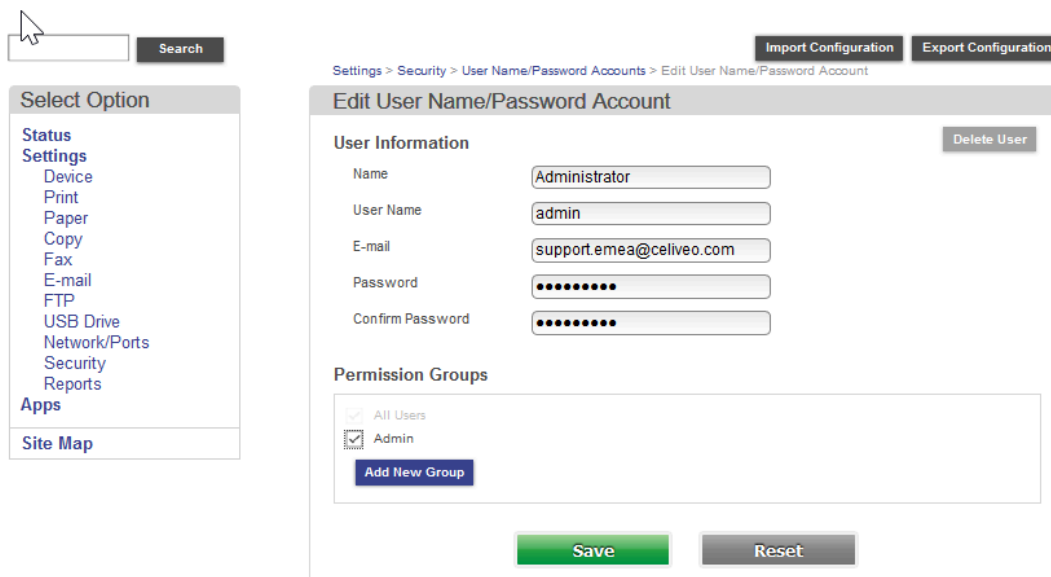 Search
Import Configuration
Export Configuration
Settings > Security > User Name/Password Accounts > Edit User Name/Password Account
Select Option
Status
Settings
Device
Print
Paper
Copy
Fax
E-mail
FTP
USB Drive
Network/Ports
Security
Reports
Apps
Site Map
Edit User Name/Password Account
User Information
Delete User
Name
Administrator
User Name
admin
E-mail
support.emea@celiveo.com
Password
●●●●●●●●●
Confirm Password
●●●●●●●●●
Permission Groups
All Users
Admin
Add New Group
Save
Reset